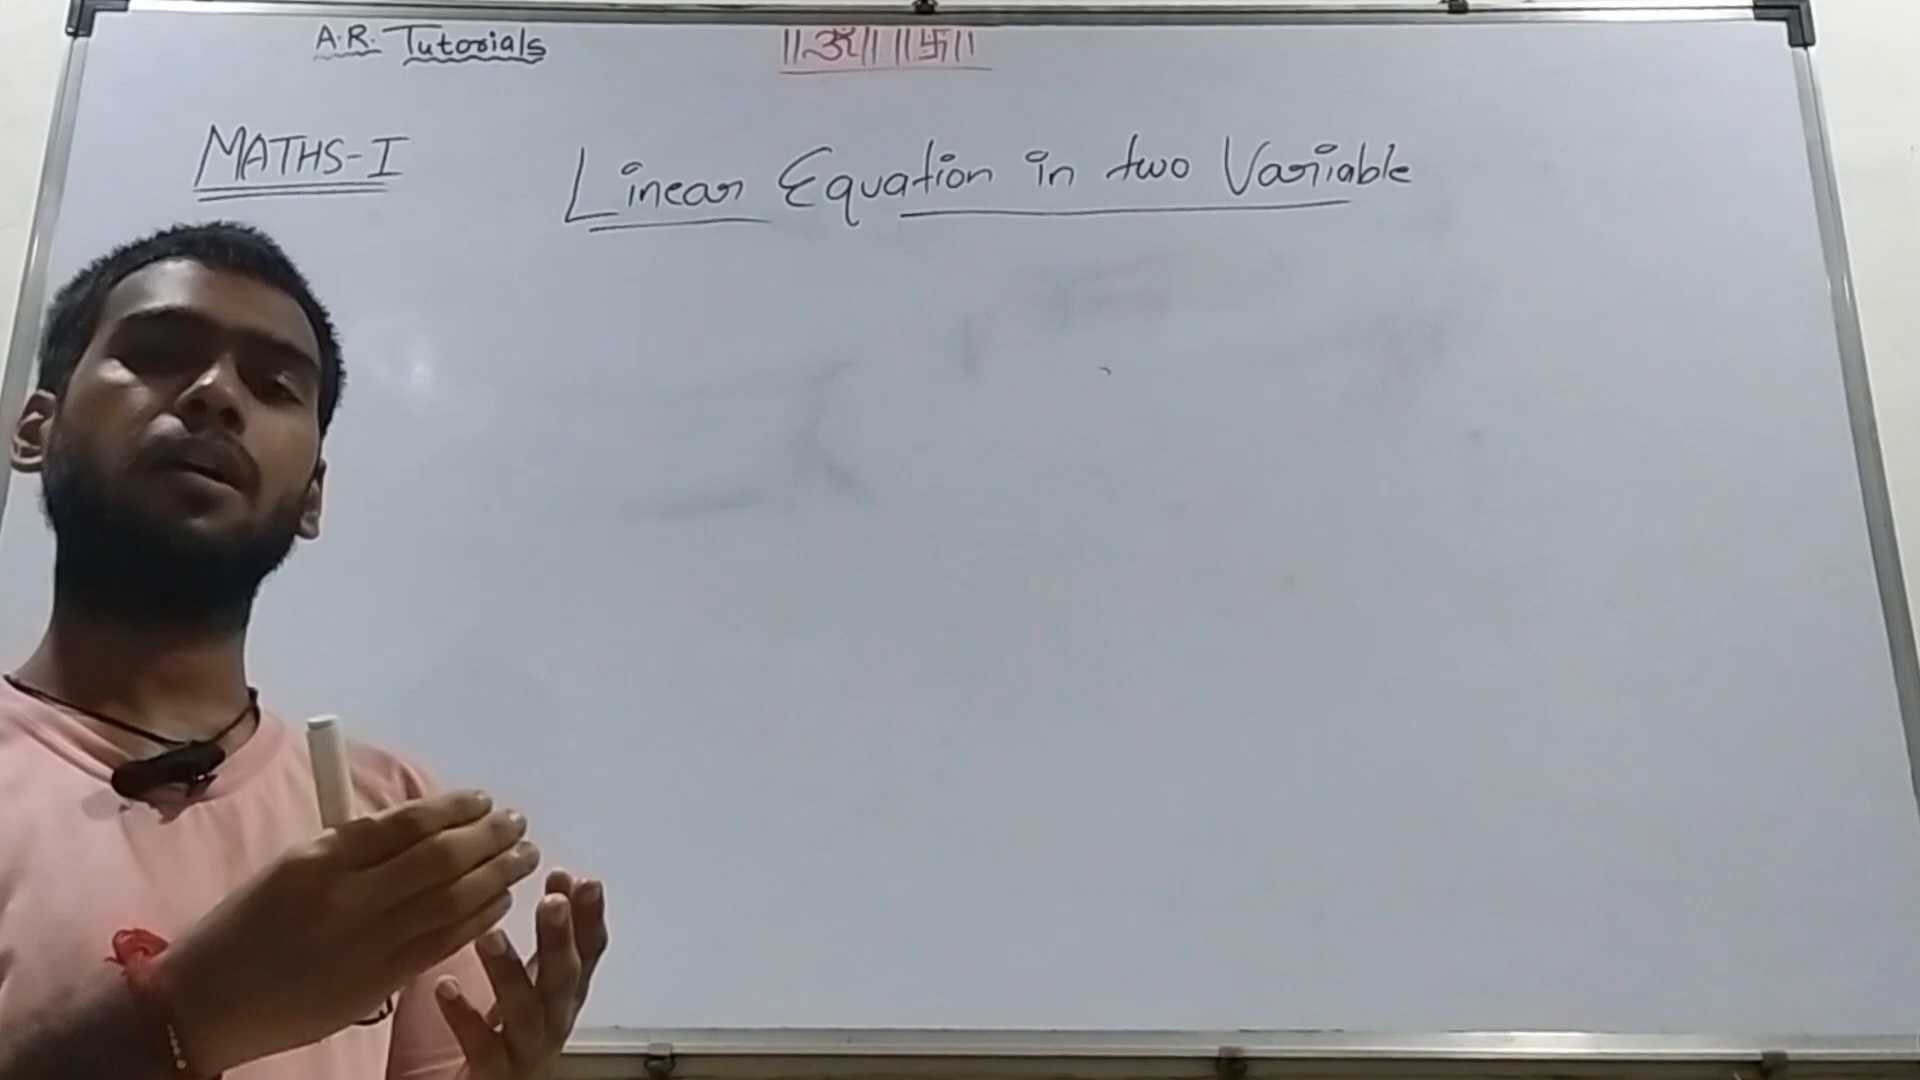 A.R. Tutorials
||ॐ|| ||卐||
MATHS-I
Linear Equation in two Variable